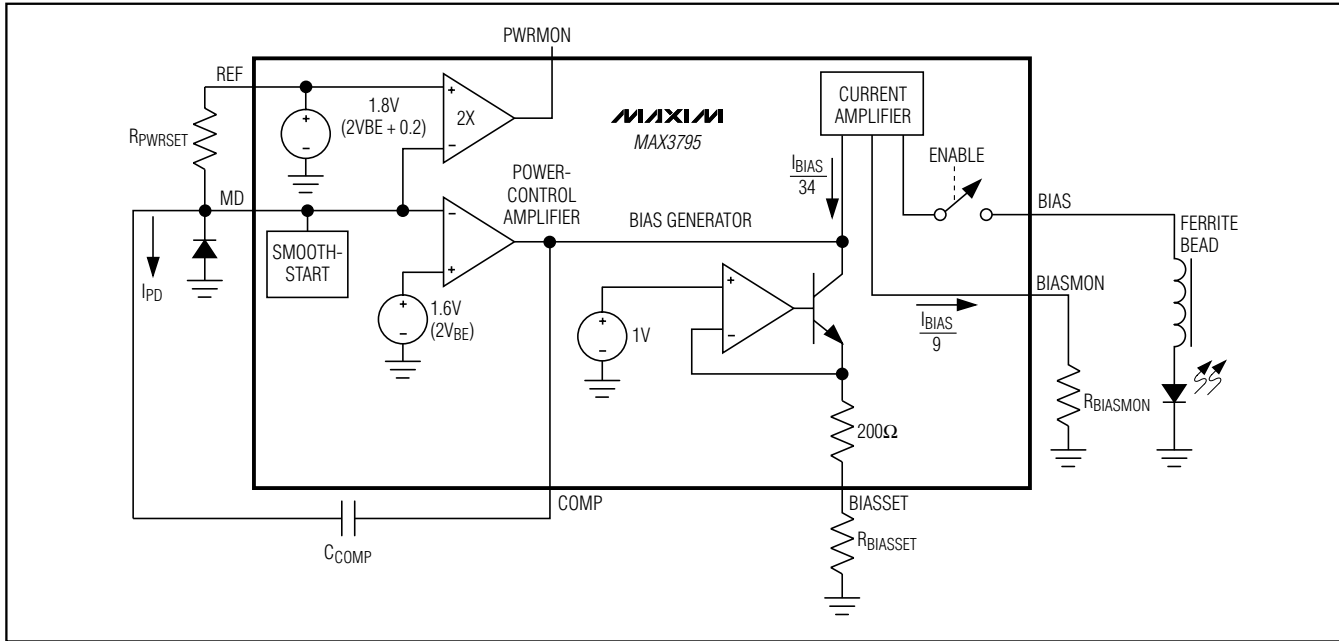 PWRMON
REF
1.8V
(2VBE + 0.2)
+
−
+
−
2X
MAXIM
MAX3795
CURRENT
AMPLIFIER
RPWRSET
IBIAS
34
ENABLE
BIAS
MD
POWER-
CONTROL
AMPLIFIER
BIAS GENERATOR
FERRITE
BEAD
SMOOTH-
START
−
+
IPD
+
−
1.6V
(2VBE)
+
−
1V
+
−
BIASMON
IBIAS
9
RBIASMON
200Ω
COMP
BIASSET
CCOMP
RBIASSET